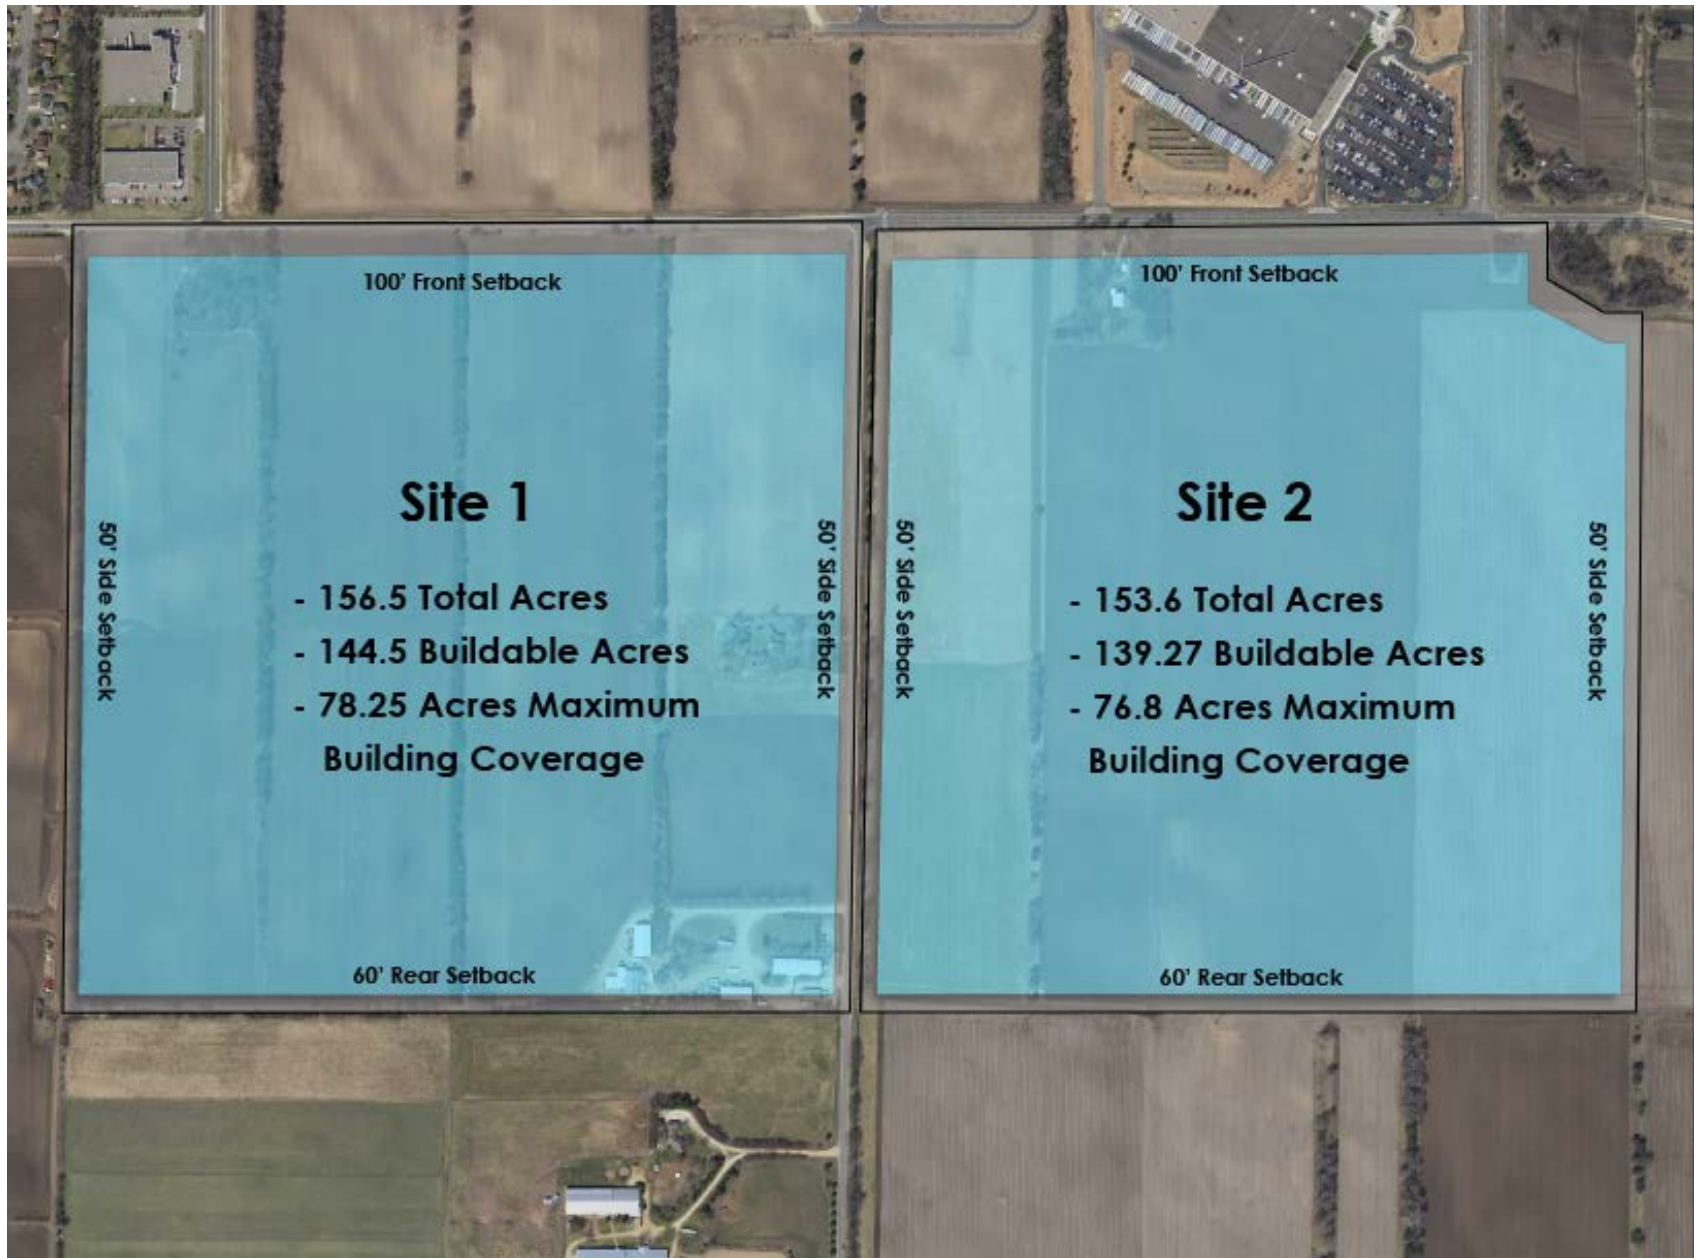 100' Front Setback
50' Side Setback
Site 1
- 156.5 Total Acres
- 144.5 Buildable Acres
- 78.25 Acres Maximum
Building Coverage
50' Side Setback
60' Rear Setback
100' Front Setback
50' Side Setback
Site 2
- 153.6 Total Acres
- 139.27 Buildable Acres
- 76.8 Acres Maximum
Building Coverage
50' Side Setback
60' Rear Setback